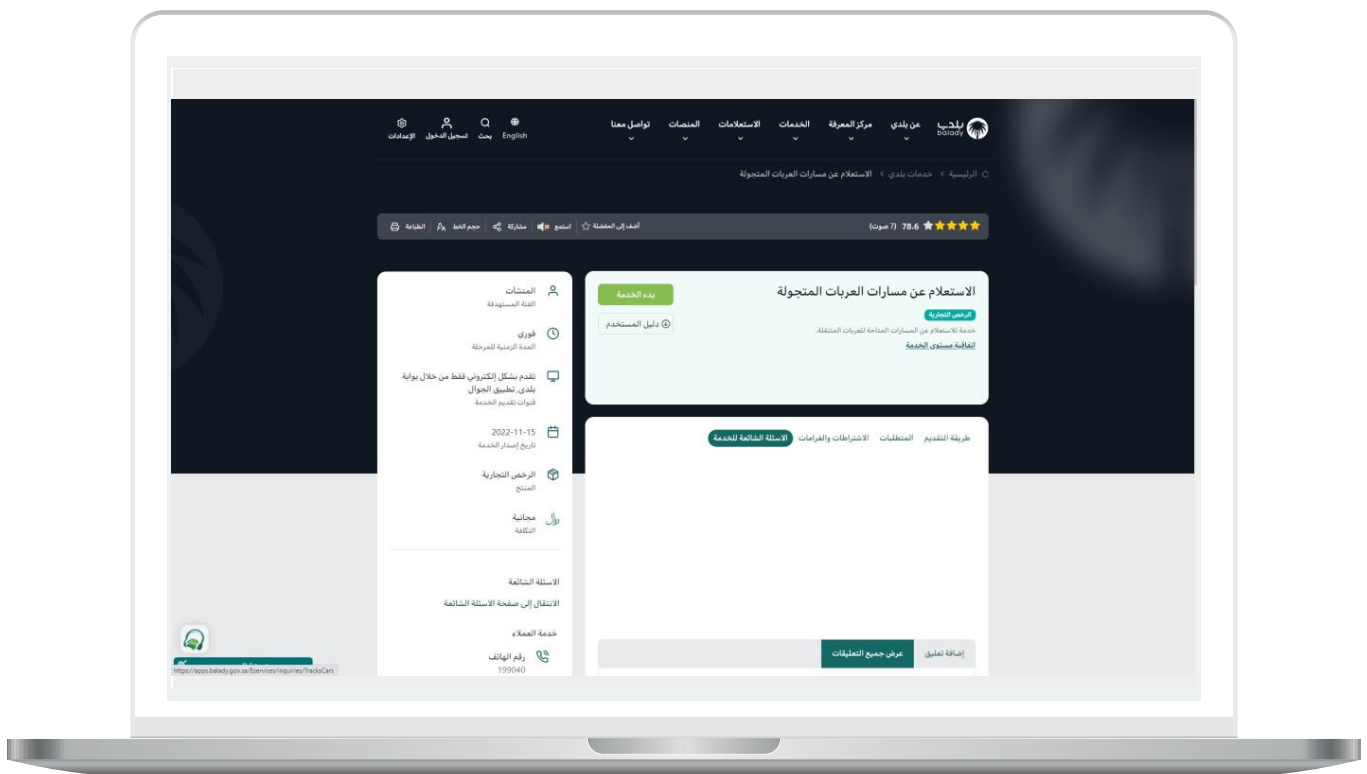 بلدي
balady
عن بلدي
مركز المعرفة
الخدمات
الاستعلامات
المنصات
تواصل معنا
English
بحث
تسجيل الدخول
الإعدادات
الرئيسية > خدمات بلدي > الاستعلام عن مسارات العربات المتجولة
78.6 (7 صوت)
أضف إلى المفضلة
استمع
مشاركة
حجم الخط
الطباعة
الاستعلام عن مسارات العربات المتجولة
بدء الخدمة
الرخص التجارية
دليل المستخدم
خدمة للاستعلام عن المسارات المتاحة للعربات المتنقلة.
اتفاقية مستوى الخدمة
طريقة التقديم
المتطلبات
الاشتراطات والغرامات
الاسئلة الشائعة للخدمة
إضافة تعليق
عرض جميع التعليقات
المنشآت
الفئة المستهدفة
فوري
المدة الزمنية للمرحلة
تقدم بشكل إلكتروني فقط من خلال بوابة
بلدي, تطبيق الجوال
قنوات تقديم الخدمة
2022-11-15
تاريخ إصدار الخدمة
الرخص التجارية
المنتج
مجانية
التكلفة
الاسئلة الشائعة
الانتقال إلى صفحة الاسئلة الشائعة
خدمة العملاء
رقم الهاتف
199040
https://apps.balady.gov.sa/Eservices/Inquiries/TracksCars